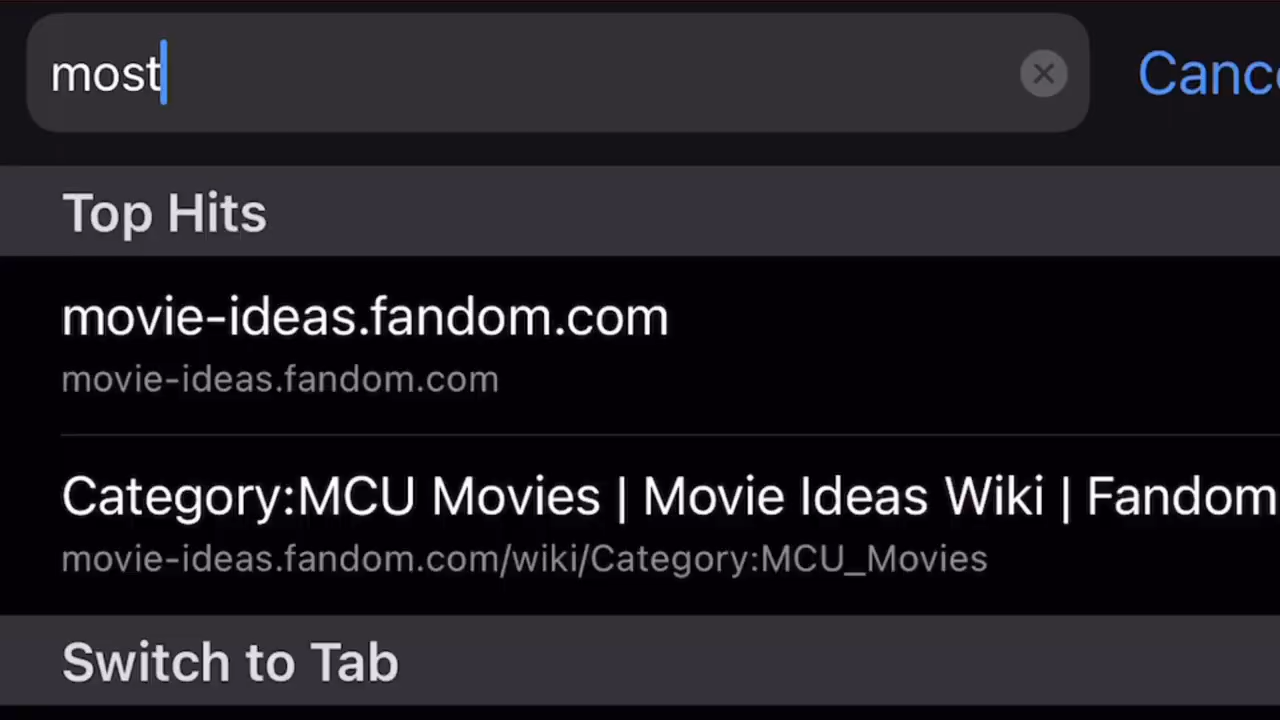 most
Cance
Top Hits
movie-ideas.fandom.com
movie-ideas.fandom.com
Category:MCU Movies | Movie Ideas Wiki | Fandom
movie-ideas.fandom.com/wiki/Category:MCU_Movies
Switch to Tab